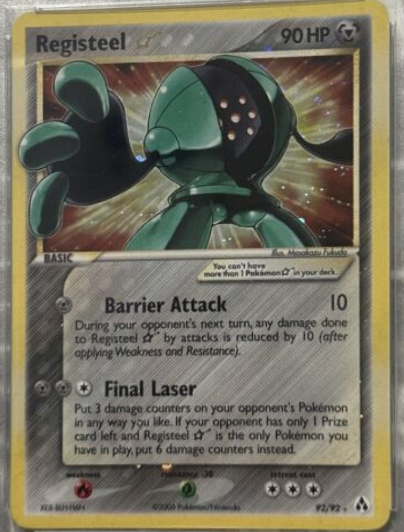 Registeel ☆ 90 HP
Illus. Masakazu Fukuda
BASIC
You can't have
more than 1 Pokémon ☆ in your deck.
Barrier Attack 10
During your opponent's next turn, any damage done
to Registeel ☆ by attacks is reduced by 10 (after
applying Weakness and Resistance).
Final Laser
Put 3 damage counters on your opponent's Pokémon
in any way you like. If your opponent has only 1 Prize
card left and Registeel ☆ is the only Pokémon you
have in play, put 6 damage counters instead.
weakness resistance -30 retreat cost
©2006 Pokémon/Nintendo 92/92